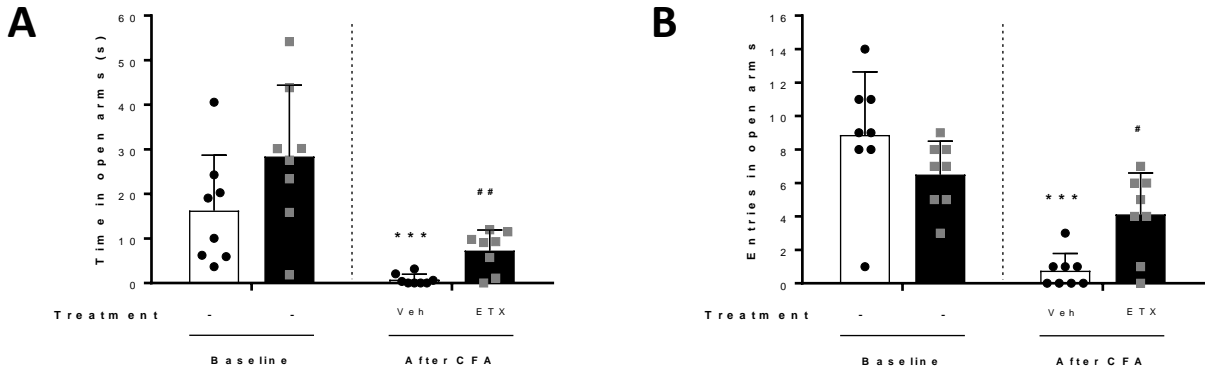 A
Time in open arms (s)
60
50
40
30
20
10
0
***
##
Treatment - - Veh ETX
Baseline After CFA
B
Entries in open arms
16
14
12
10
8
6
4
2
0
***
#
Treatment - - Veh ETX
Baseline After CFA